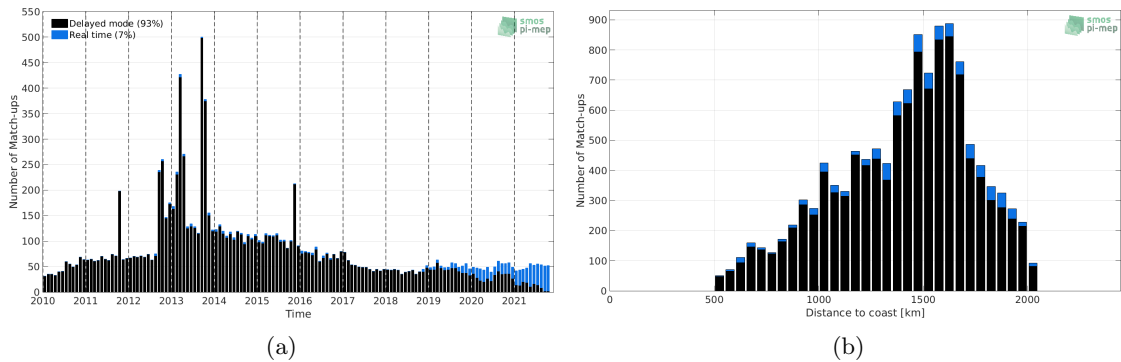 550
500
450
400
350
300
250
200
150
100
50
0
Number of Match-ups
Delayed mode (93%)
Real time (7%)
smos
pi-mep
2010 2011 2012 2013 2014 2015 2016 2017 2018 2019 2020 2021
Time
(a)
900
800
700
600
500
400
300
200
100
0
Number of Match-ups
smos
pi-mep
0 500 1000 1500 2000
Distance to coast [km]
(b)